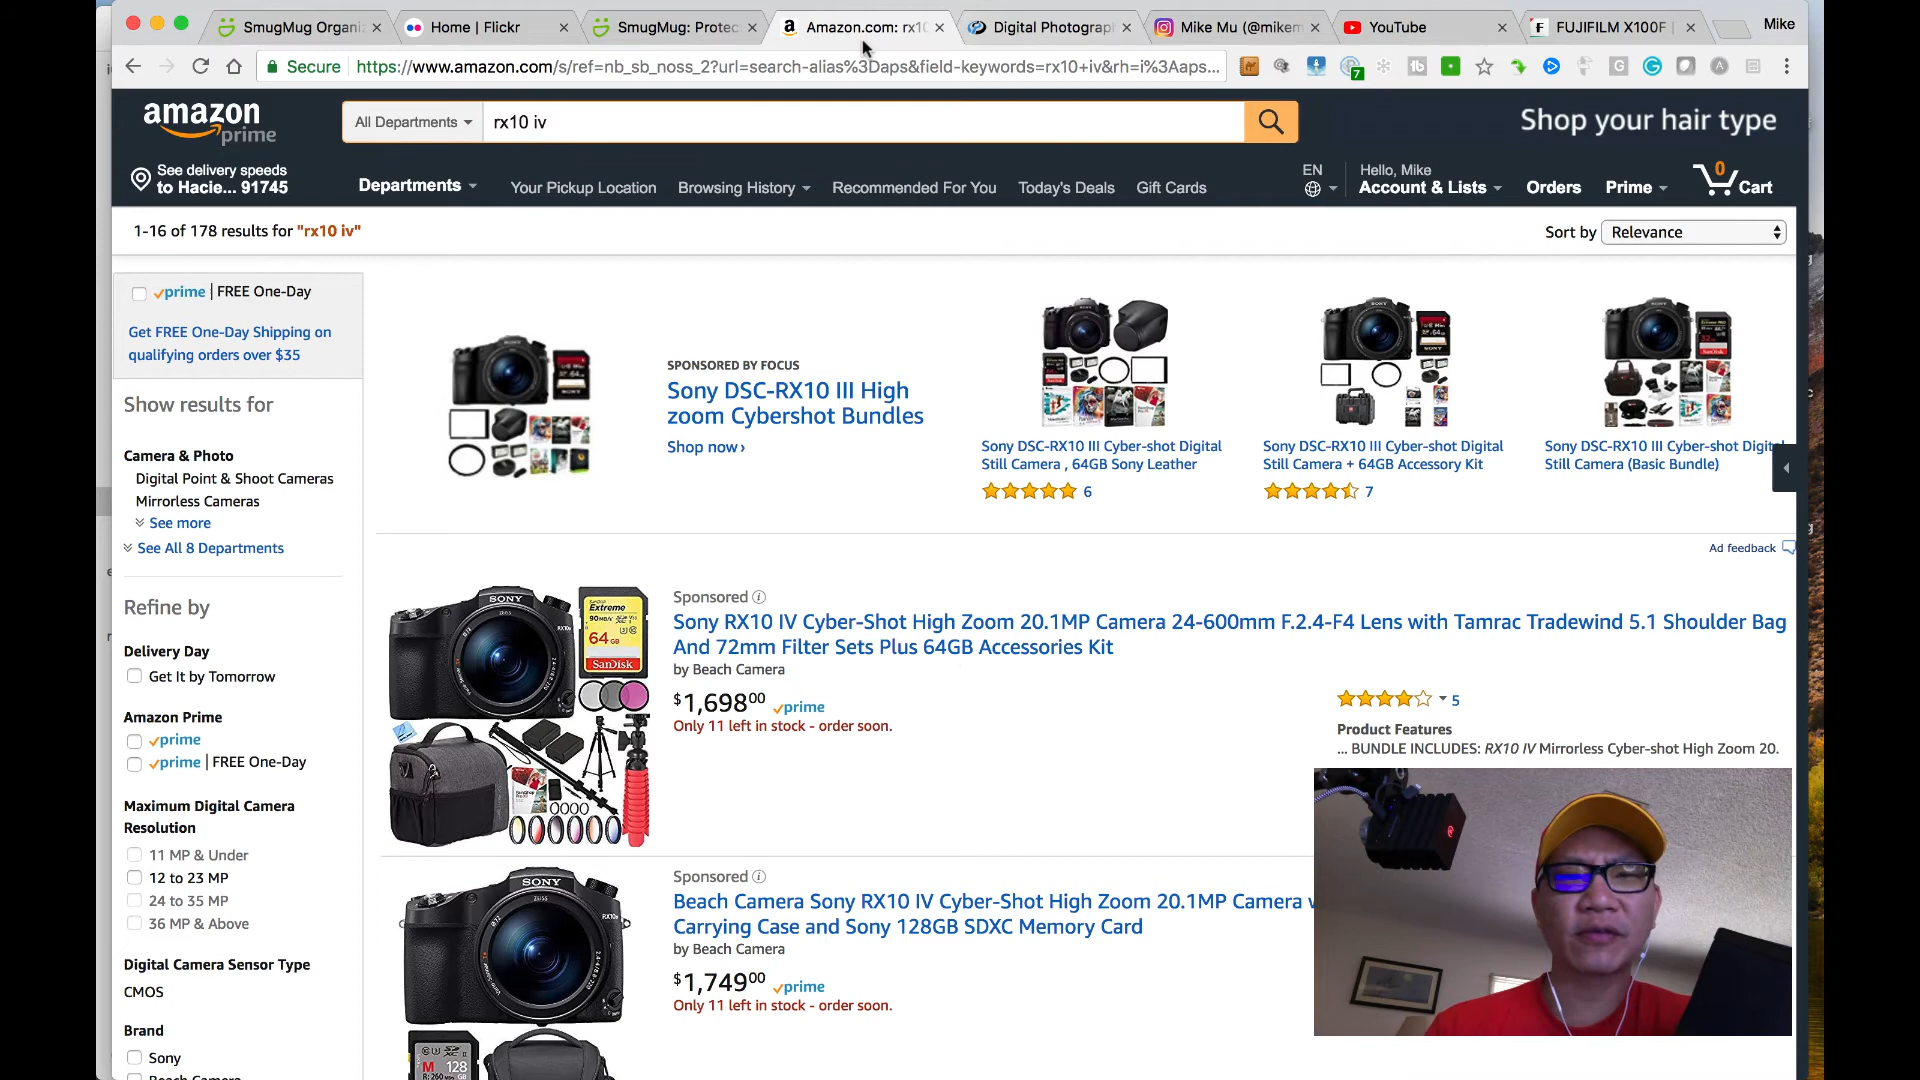 SmugMug Organi
Home | Flickr
SmugMug: Protec
Amazon.com: rx10
Digital Photograp
Mike Mu (@mikem
YouTube
FUJIFILM X100F |
Mike
Secure
https://www.amazon.com/s/ref=nb_sb_noss_2?url=search-alias%3Daps&field-keywords=rx10+iv&rh=i%3Aaps...
amazon
prime
All Departments
rx10 iv
Shop your hair type
See delivery speeds
to Hacie... 91745
Departments
Your Pickup Location
Browsing History
Recommended For You
Today's Deals
Gift Cards
EN
Hello, Mike
Account & Lists
Orders
Prime
0
Cart
1-16 of 178 results for "rx10 iv"
Sort by
Relevance
prime | FREE One-Day
Get FREE One-Day Shipping on
qualifying orders over $35
Show results for
Camera & Photo
Digital Point & Shoot Cameras
Mirrorless Cameras
See more
See All 8 Departments
Refine by
Delivery Day
Get It by Tomorrow
Amazon Prime
prime
prime | FREE One-Day
Maximum Digital Camera
Resolution
11 MP & Under
12 to 23 MP
24 to 35 MP
36 MP & Above
Digital Camera Sensor Type
CMOS
Brand
Sony
Beach Camera
SPONSORED BY FOCUS
Sony DSC-RX10 III High
zoom Cybershot Bundles
Shop now ›
Sony DSC-RX10 III Cyber-shot Digital
Still Camera , 64GB Sony Leather
6
Sony DSC-RX10 III Cyber-shot Digital
Still Camera + 64GB Accessory Kit
7
Sony DSC-RX10 III Cyber-shot Digital
Still Camera (Basic Bundle)
Ad feedback
SONY
Extreme
64 GB
SanDisk
Sponsored
Sony RX10 IV Cyber-Shot High Zoom 20.1MP Camera 24-600mm F.2.4-F4 Lens with Tamrac Tradewind 5.1 Shoulder Bag
And 72mm Filter Sets Plus 64GB Accessories Kit
by Beach Camera
$1,69800 prime
Only 11 left in stock - order soon.
5
Product Features
... BUNDLE INCLUDES: RX10 IV Mirrorless Cyber-shot High Zoom 20.
SONY
M 128
Sponsored
Beach Camera Sony RX10 IV Cyber-Shot High Zoom 20.1MP Camera
Carrying Case and Sony 128GB SDXC Memory Card
by Beach Camera
$1,74900 prime
Only 11 left in stock - order soon.